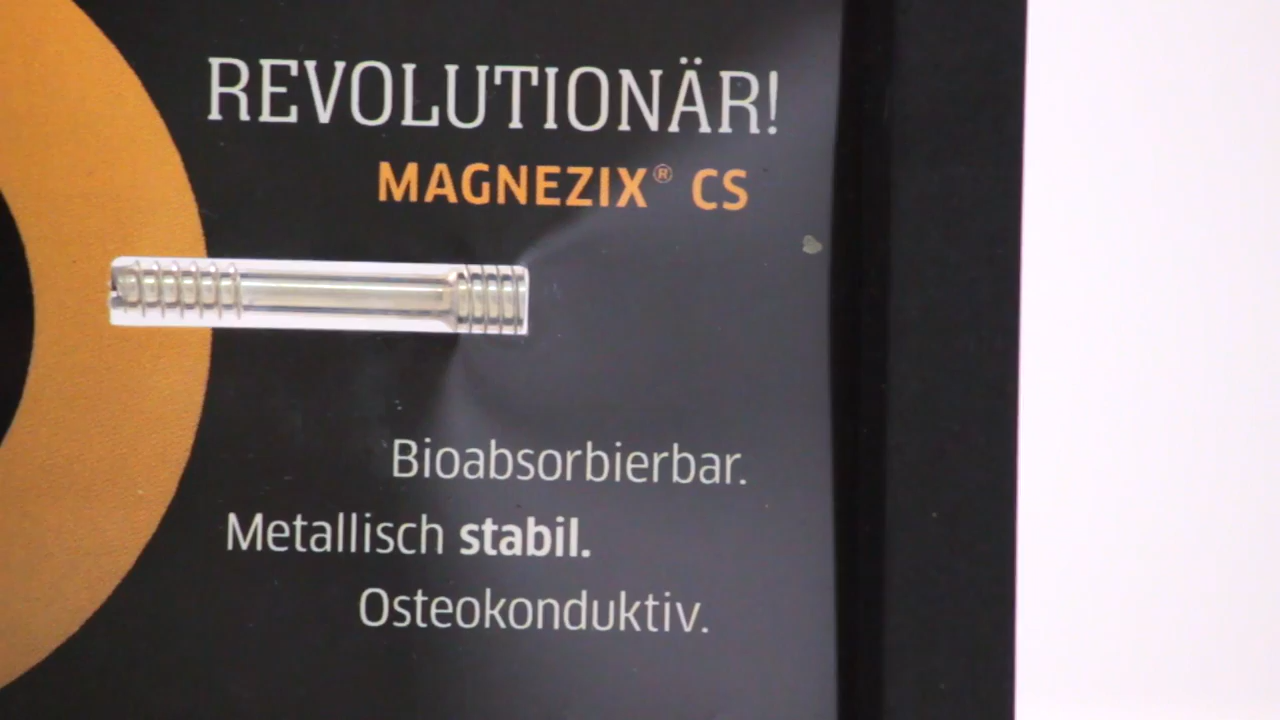 REVOLUTIONÄR!
MAGNEZIX® CS
Bioabsorbierbar.
Metallisch stabil.
Osteokonduktiv.